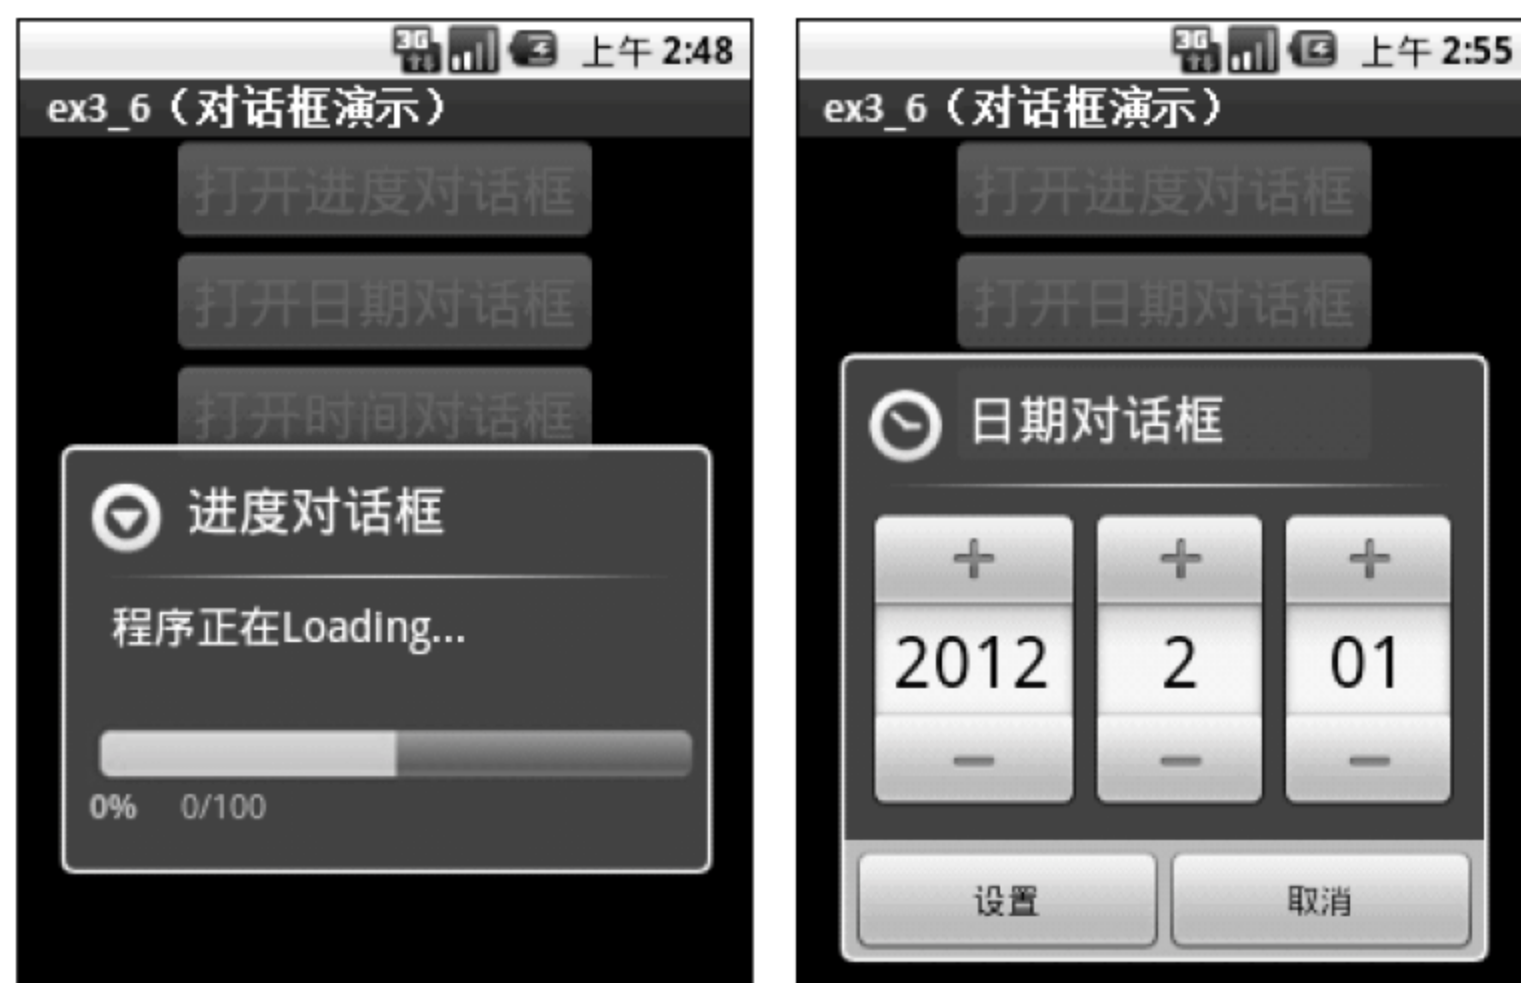 3G
上午 2:48
ex3_6（对话框演示）
打开进度对话框
打开日期对话框
打开时间对话框
进度对话框
程序正在Loading...
0% 0/100
3G
上午 2:55
ex3_6（对话框演示）
打开进度对话框
打开日期对话框
日期对话框
+ + +
2012 2 01
− − −
设置 取消